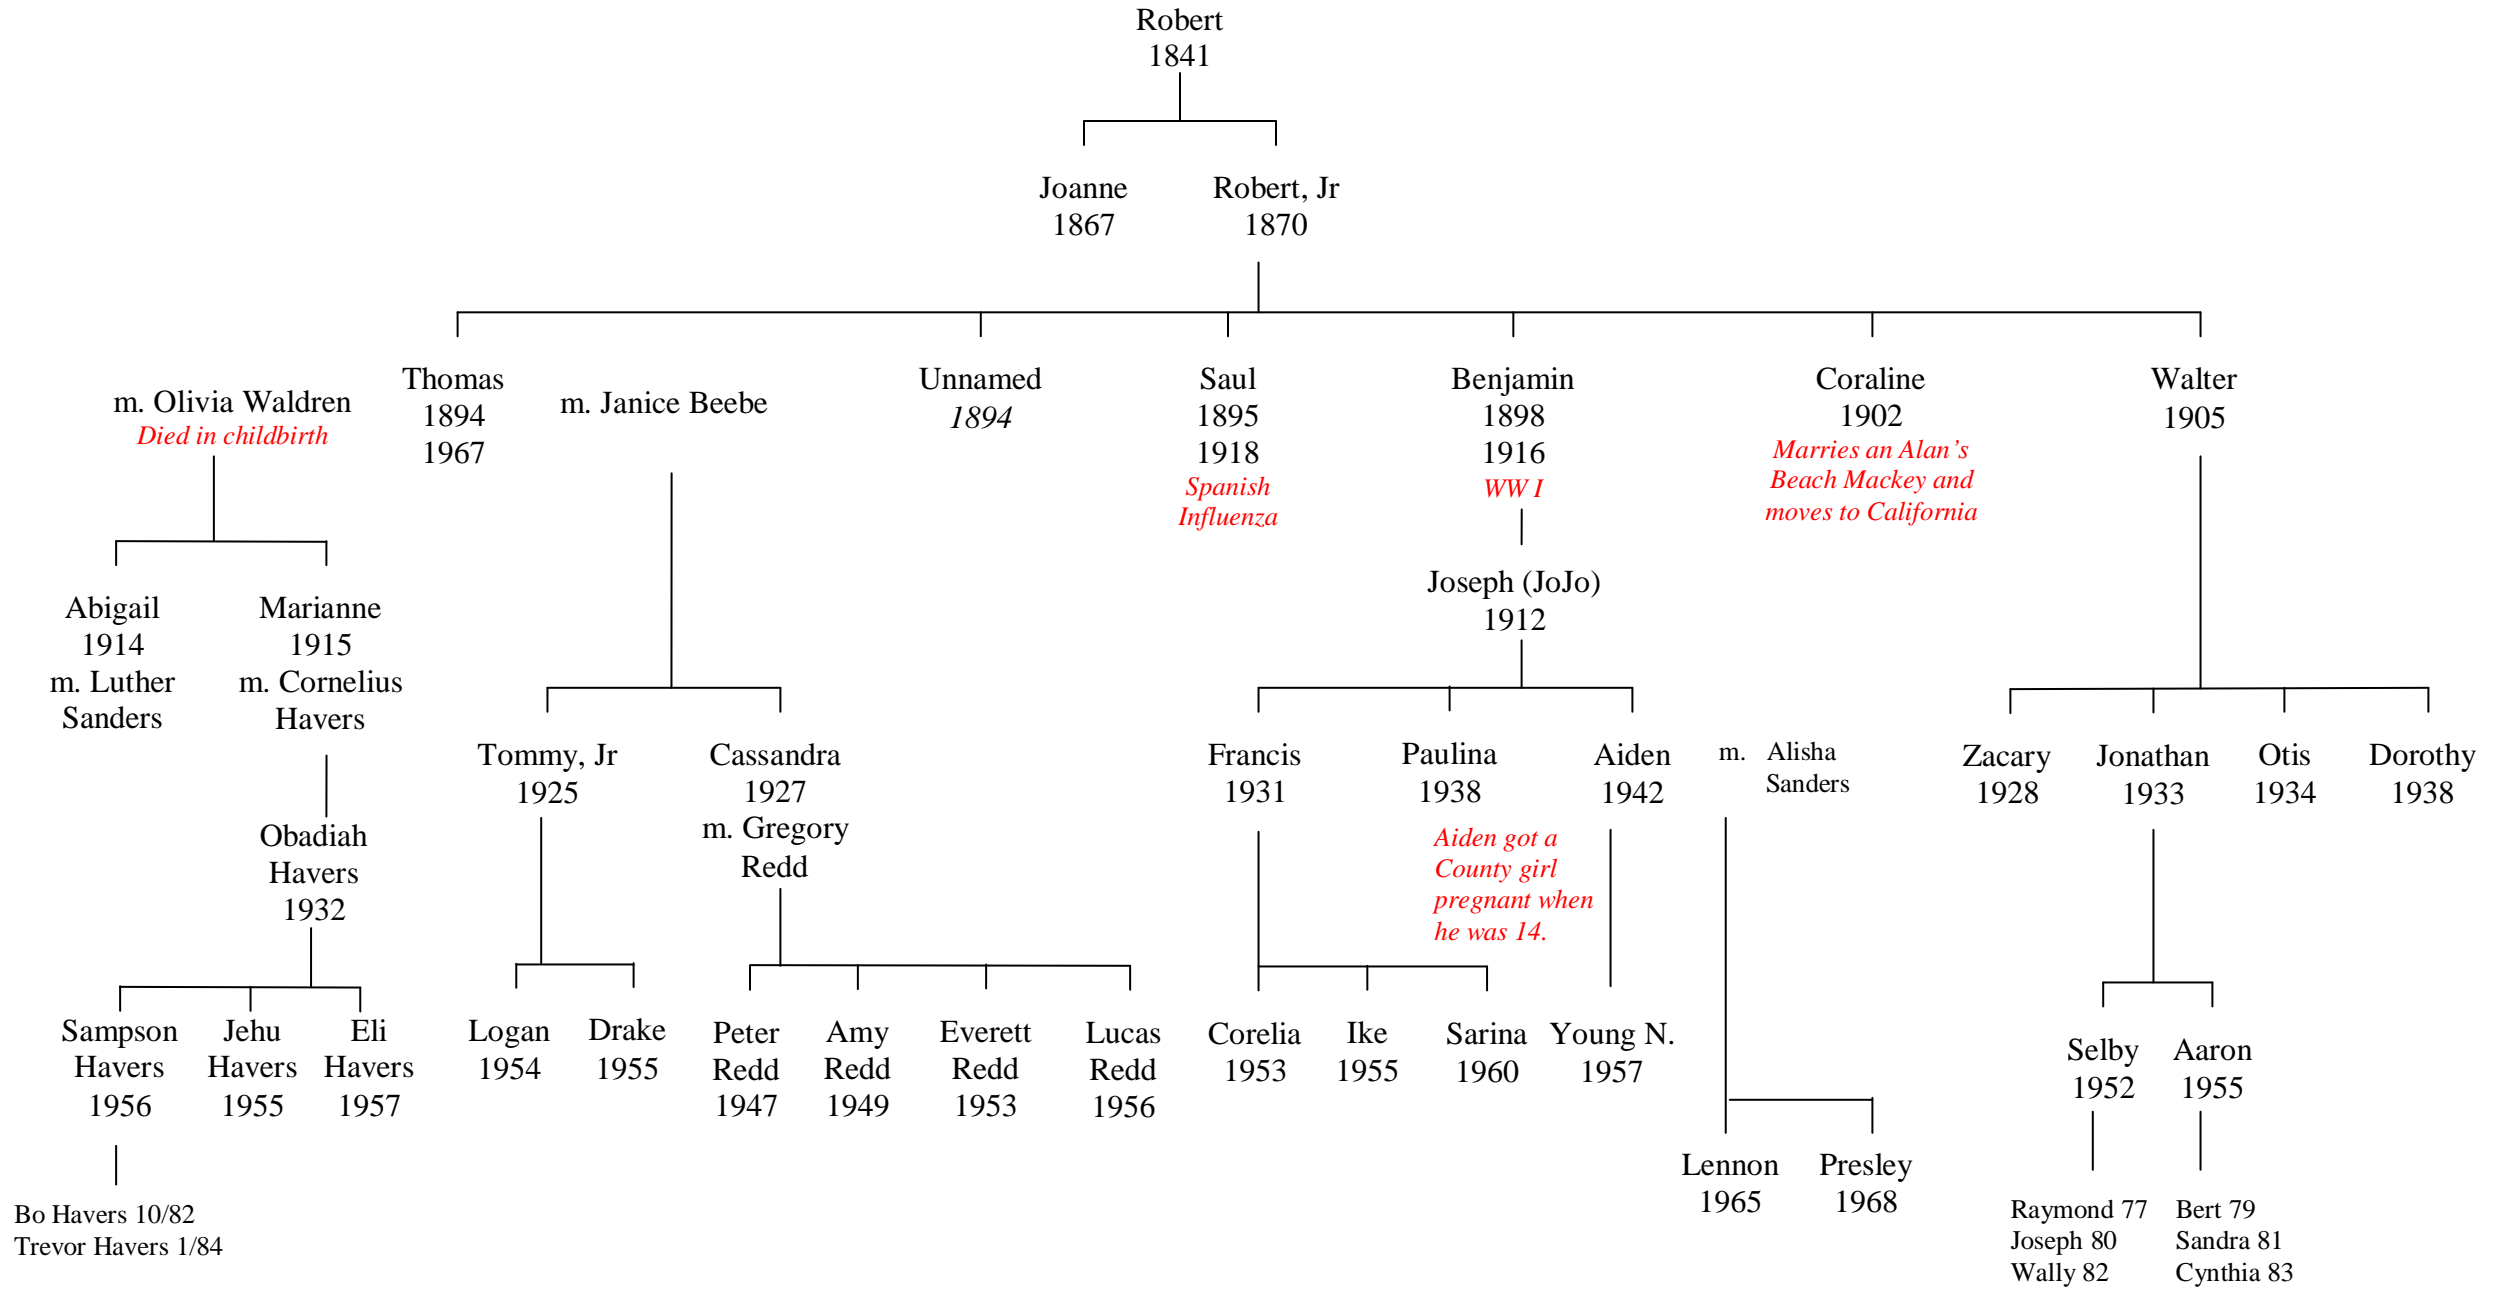 Robert
1841
Joanne
1867
Robert, Jr
1870
m. Olivia Waldren
Died in childbirth
Thomas
1894
1967
m. Janice Beebe
Unnamed
1894
Saul
1895
1918
Spanish
Influenza
Benjamin
1898
1916
WW I
Coraline
1902
Marries an Alan’s
Beach Mackey and
moves to California
Walter
1905
Abigail
1914
m. Luther
Sanders
Marianne
1915
m. Cornelius
Havers
Joseph (JoJo)
1912
Tommy, Jr
1925
Cassandra
1927
m. Gregory
Redd
Francis
1931
Paulina
1938
Aiden
1942
m. Alisha
Sanders
Zacary
1928
Jonathan
1933
Otis
1934
Dorothy
1938
Obadiah
Havers
1932
Aiden got a
County girl
pregnant when
he was 14.
Sampson
Havers
1956
Jehu
Havers
1955
Eli
Havers
1957
Logan
1954
Drake
1955
Peter
Redd
1947
Amy
Redd
1949
Everett
Redd
1953
Lucas
Redd
1956
Corelia
1953
Ike
1955
Sarina
1960
Young N.
1957
Selby
1952
Aaron
1955
Lennon
1965
Presley
1968
Bo Havers 10/82
Trevor Havers 1/84
Raymond 77
Joseph 80
Wally 82
Bert 79
Sandra 81
Cynthia 83